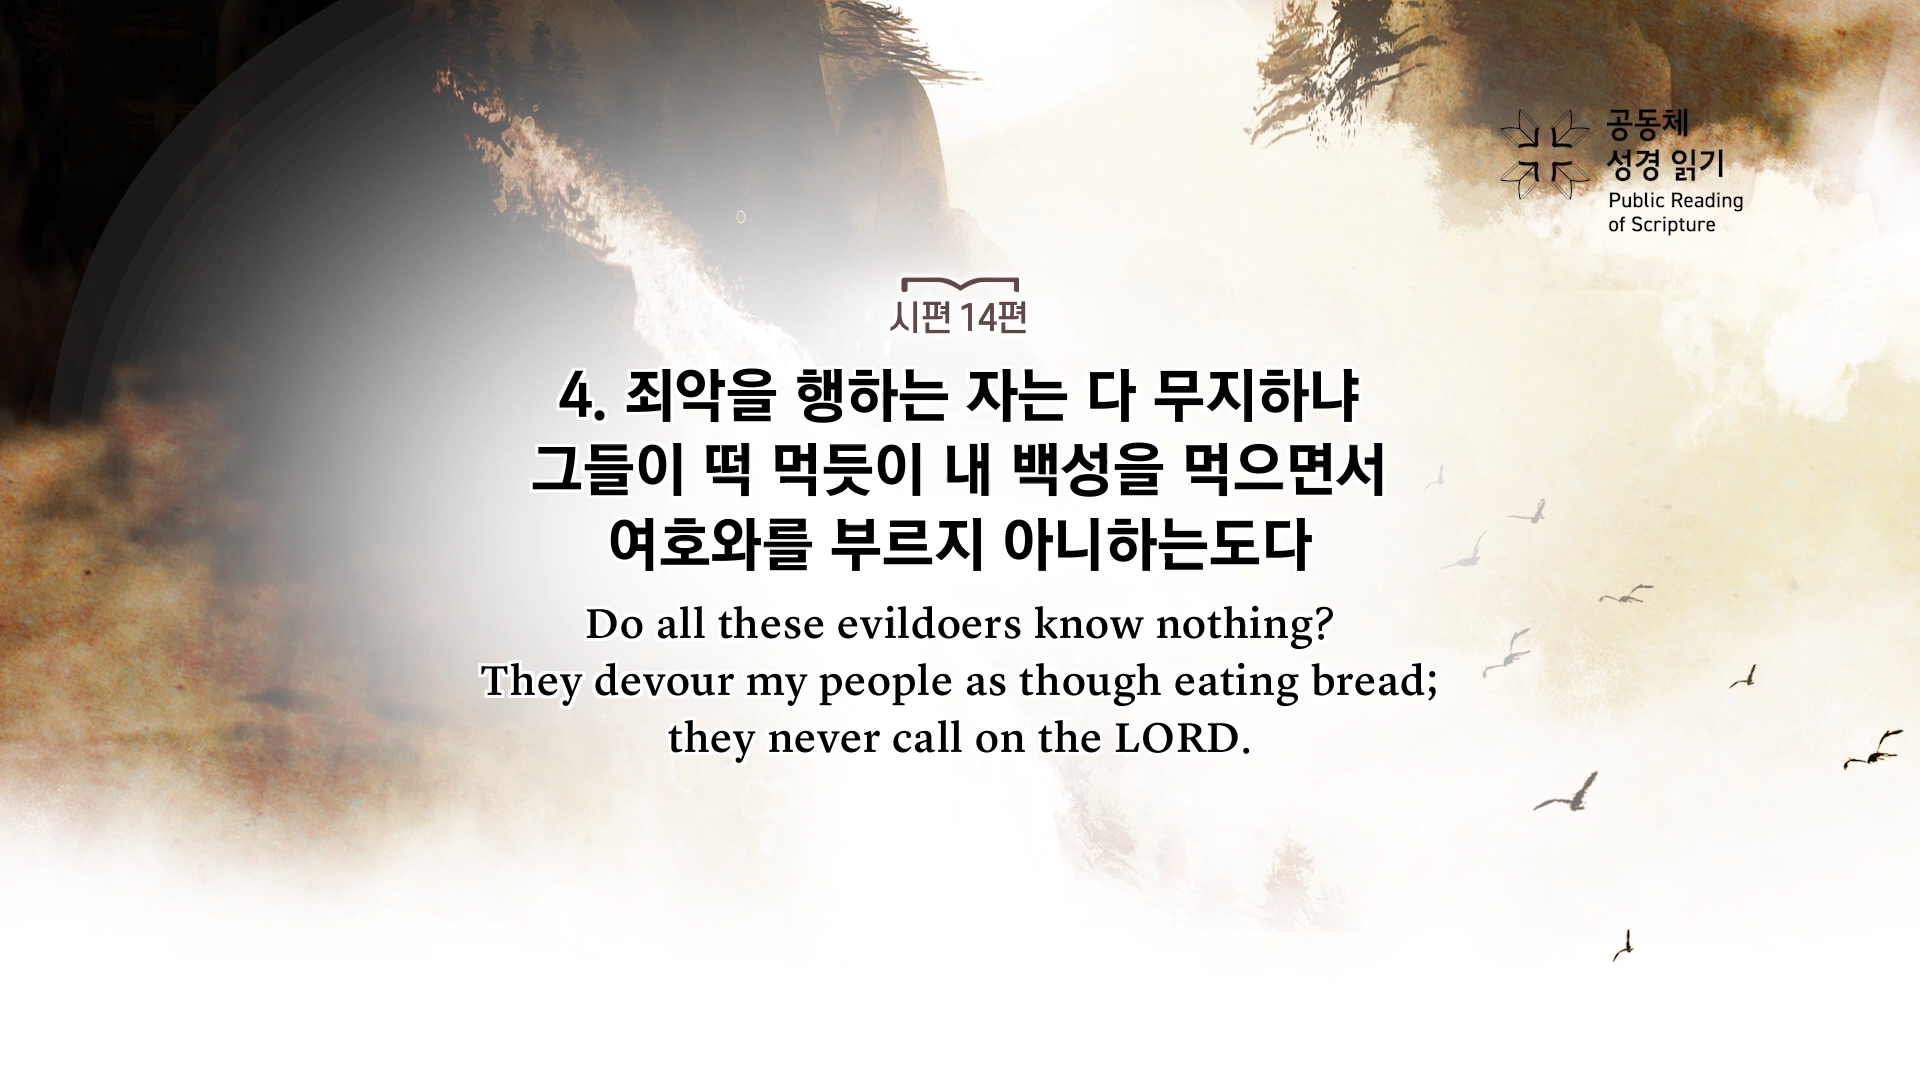 공동체
성경 읽기
Public Reading
of Scripture
시편 14편
4. 죄악을 행하는 자는 다 무지하냐
그들이 떡 먹듯이 내 백성을 먹으면서
여호와를 부르지 아니하는도다
Do all these evildoers know nothing?
They devour my people as though eating bread;
they never call on the LORD.